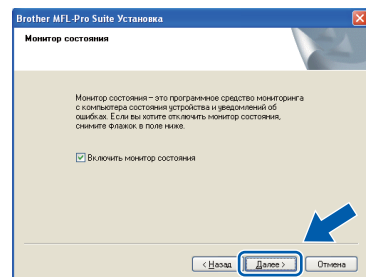 Brother MFL-Pro Suite Установка
Монитор состояния
Монитор состояния – это программное средство мониторинга
с компьютера состояния устройства и уведомлений об
ошибках. Если вы хотите отключить монитор состояния,
снимите Флажок в поле ниже.
Включить монитор состояния
< Назад Далее > Отмена